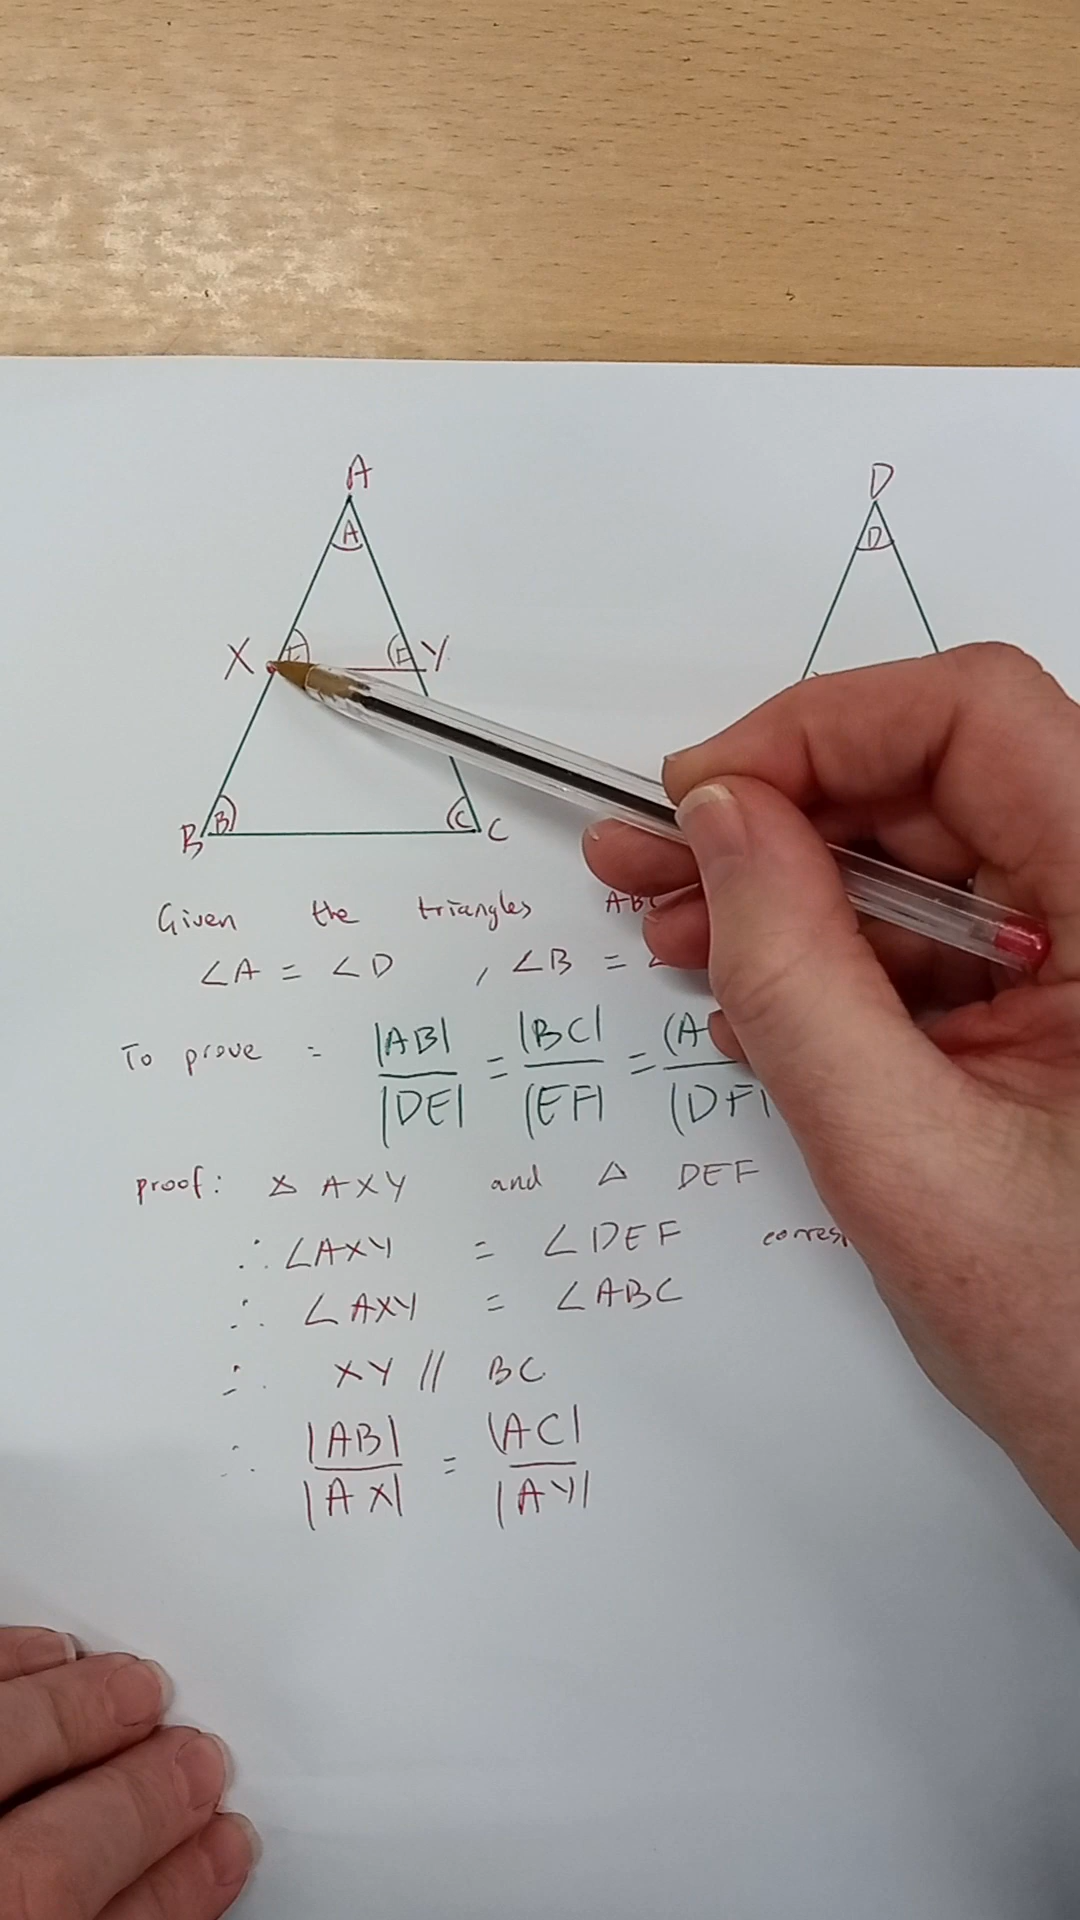 A D
A D
X E F Y
B B C C
Given the triangles ABC
∠A = ∠D , ∠B =
To prove : |AB| / |DE| = |BC| / |EF| = / |DF|
proof: △ AXY and △ DEF
∴ ∠AXY = ∠DEF
∴ ∠AXY = ∠ABC
∴ XY // BC
∴ |AB| / |AX| = |AC| / |AY|